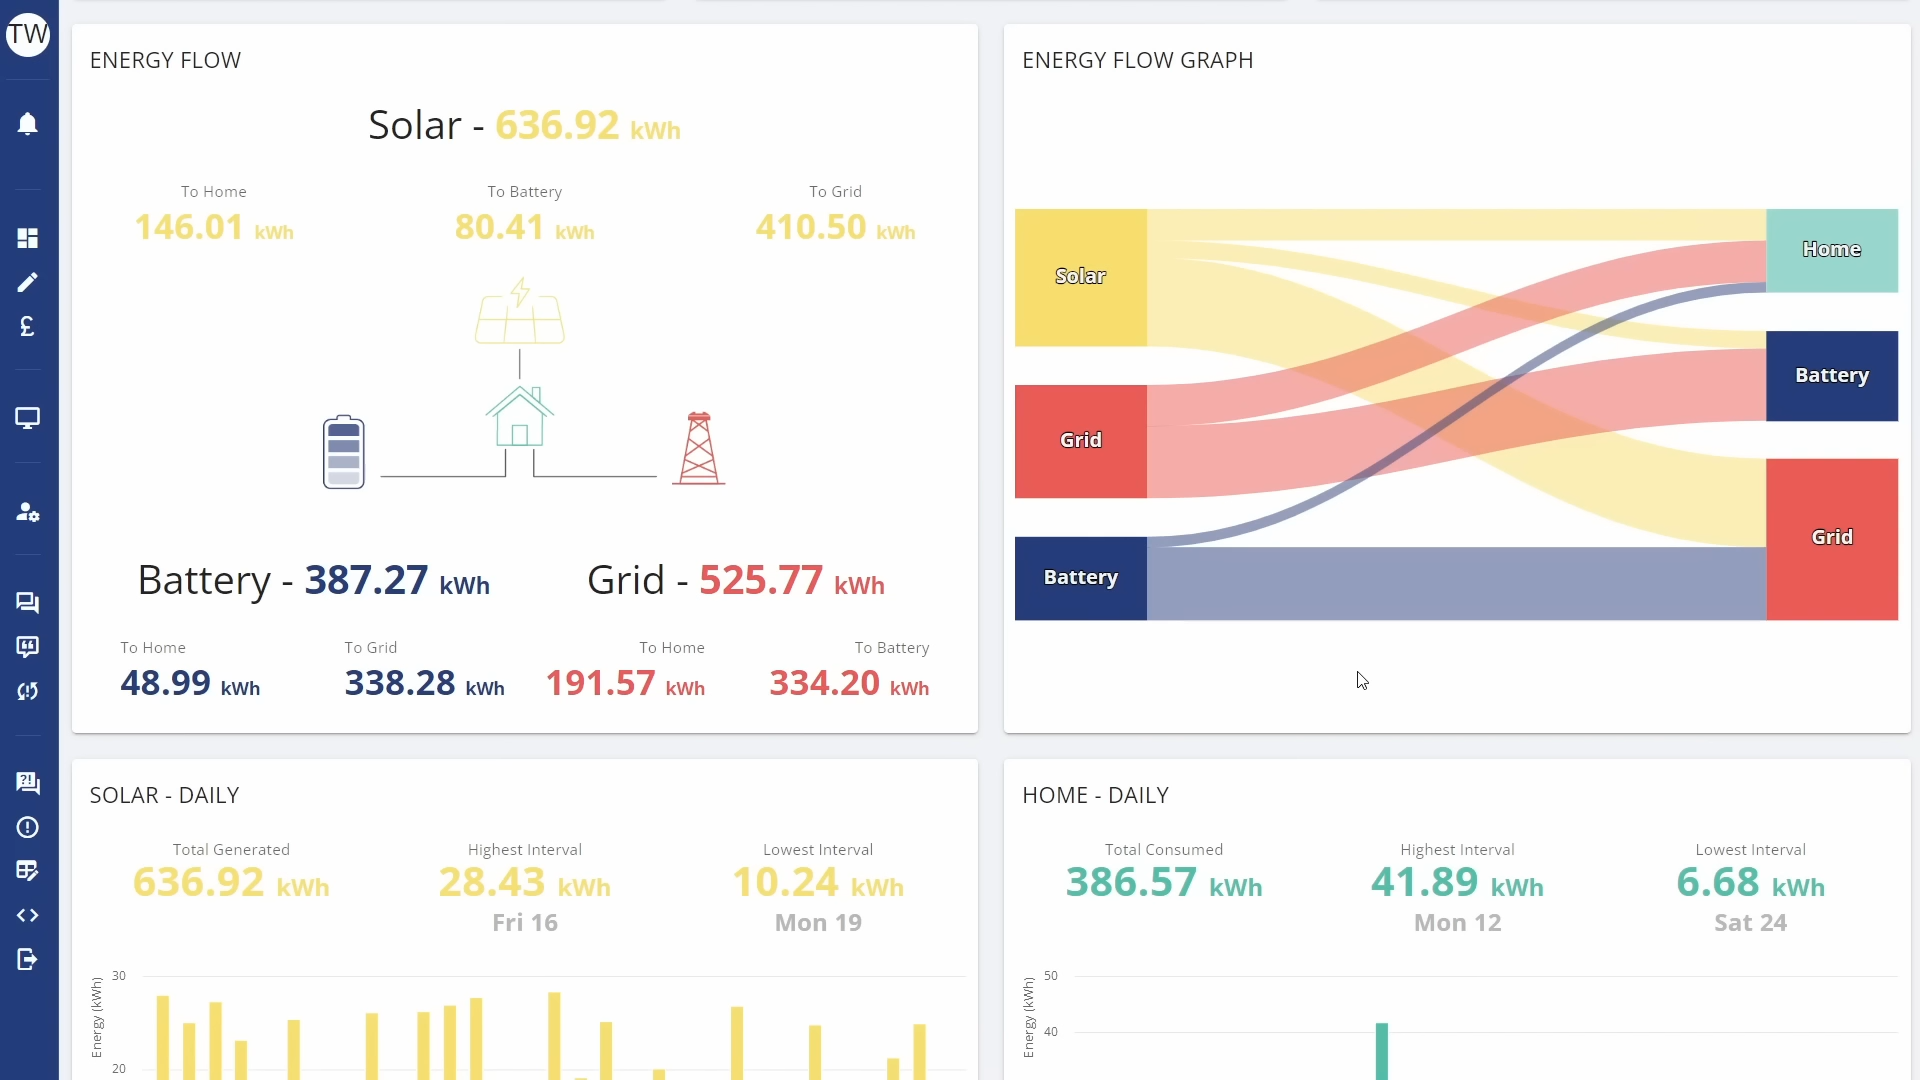 TW
£
ENERGY FLOW
Solar - 636.92 kWh
To Home To Battery To Grid
146.01 kWh 80.41 kWh 410.50 kWh
Battery - 387.27 kWh Grid - 525.77 kWh
To Home To Grid To Home To Battery
48.99 kWh 338.28 kWh 191.57 kWh 334.20 kWh
ENERGY FLOW GRAPH
Solar
Grid
Battery
Home
Battery
Grid
SOLAR - DAILY
Total Generated Highest Interval Lowest Interval
636.92 kWh 28.43 kWh 10.24 kWh
Fri 16 Mon 19
Energy (kWh)
30
20
HOME - DAILY
Total Consumed Highest Interval Lowest Interval
386.57 kWh 41.89 kWh 6.68 kWh
Mon 12 Sat 24
Energy (kWh)
50
40